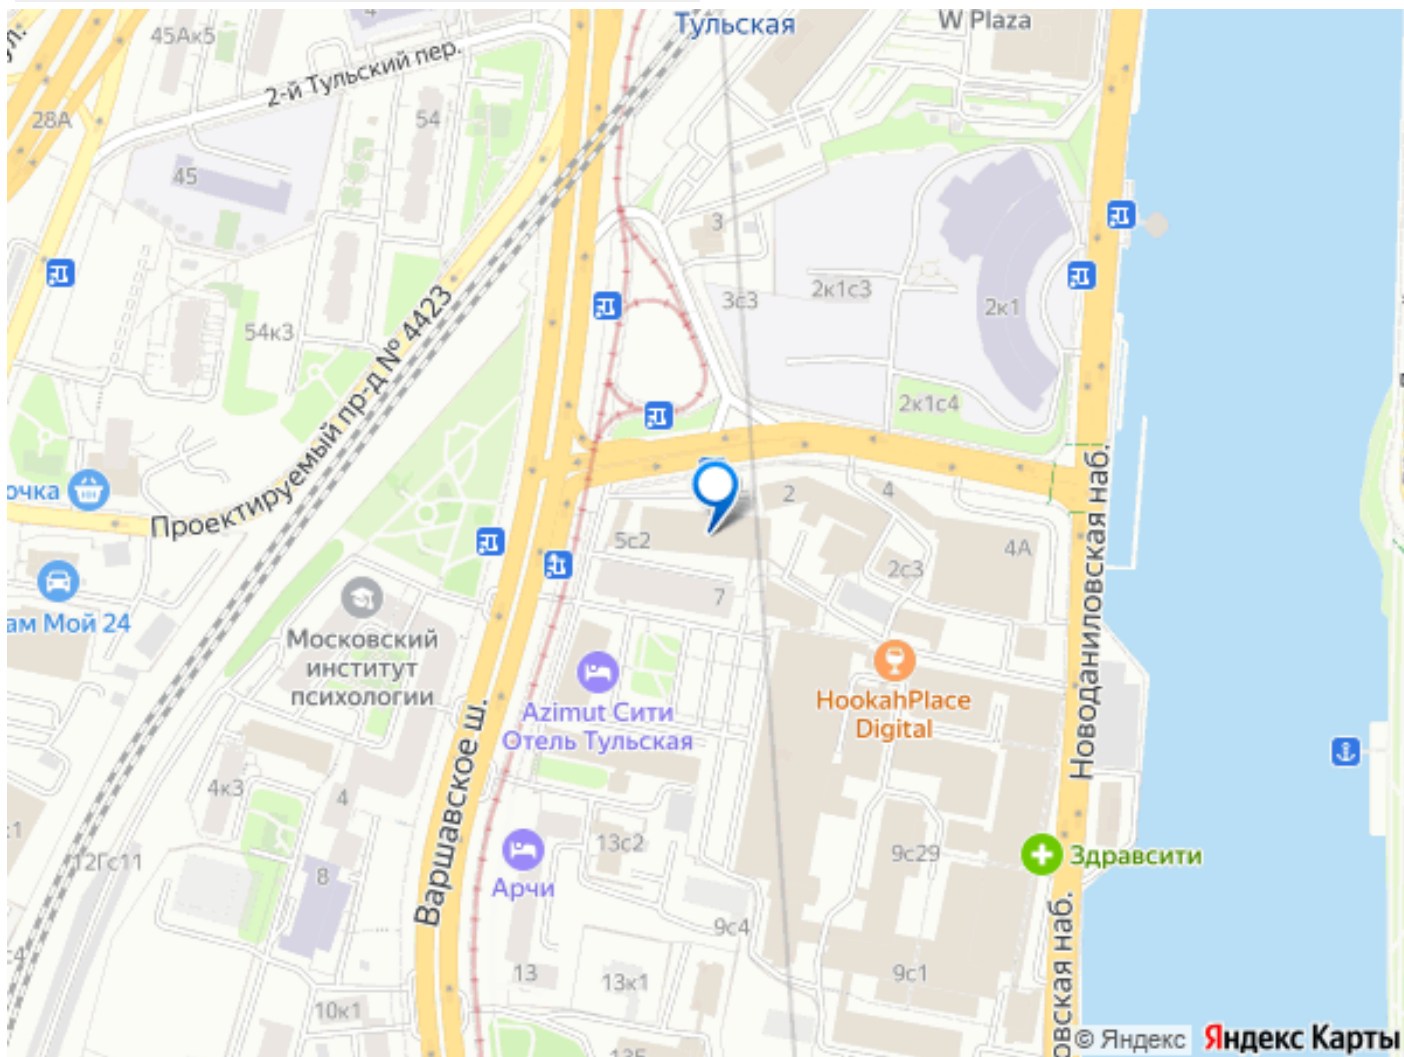 Тульская
W Plaza
45Ак5
4
2-й Тульский пер.
28А
54
45
3
3с3
2к1с3
2к1
54к3
2к1с4
Проектируемый пр-д № 4423
очка
2
4
5с2
4А
2с3
7
ам Мой 24
Московский
институт
психологии
Новоданиловская наб.
HookahPlace
Digital
Azimut Сити
Отель Тульская
Варшавское ш.
4к3
4
13с2
9с29
Здравсити
12Гс11
8
Арчи
9с4
13
13к1
9с1
10к1
овская наб.
© Яндекс
Яндекс Карты